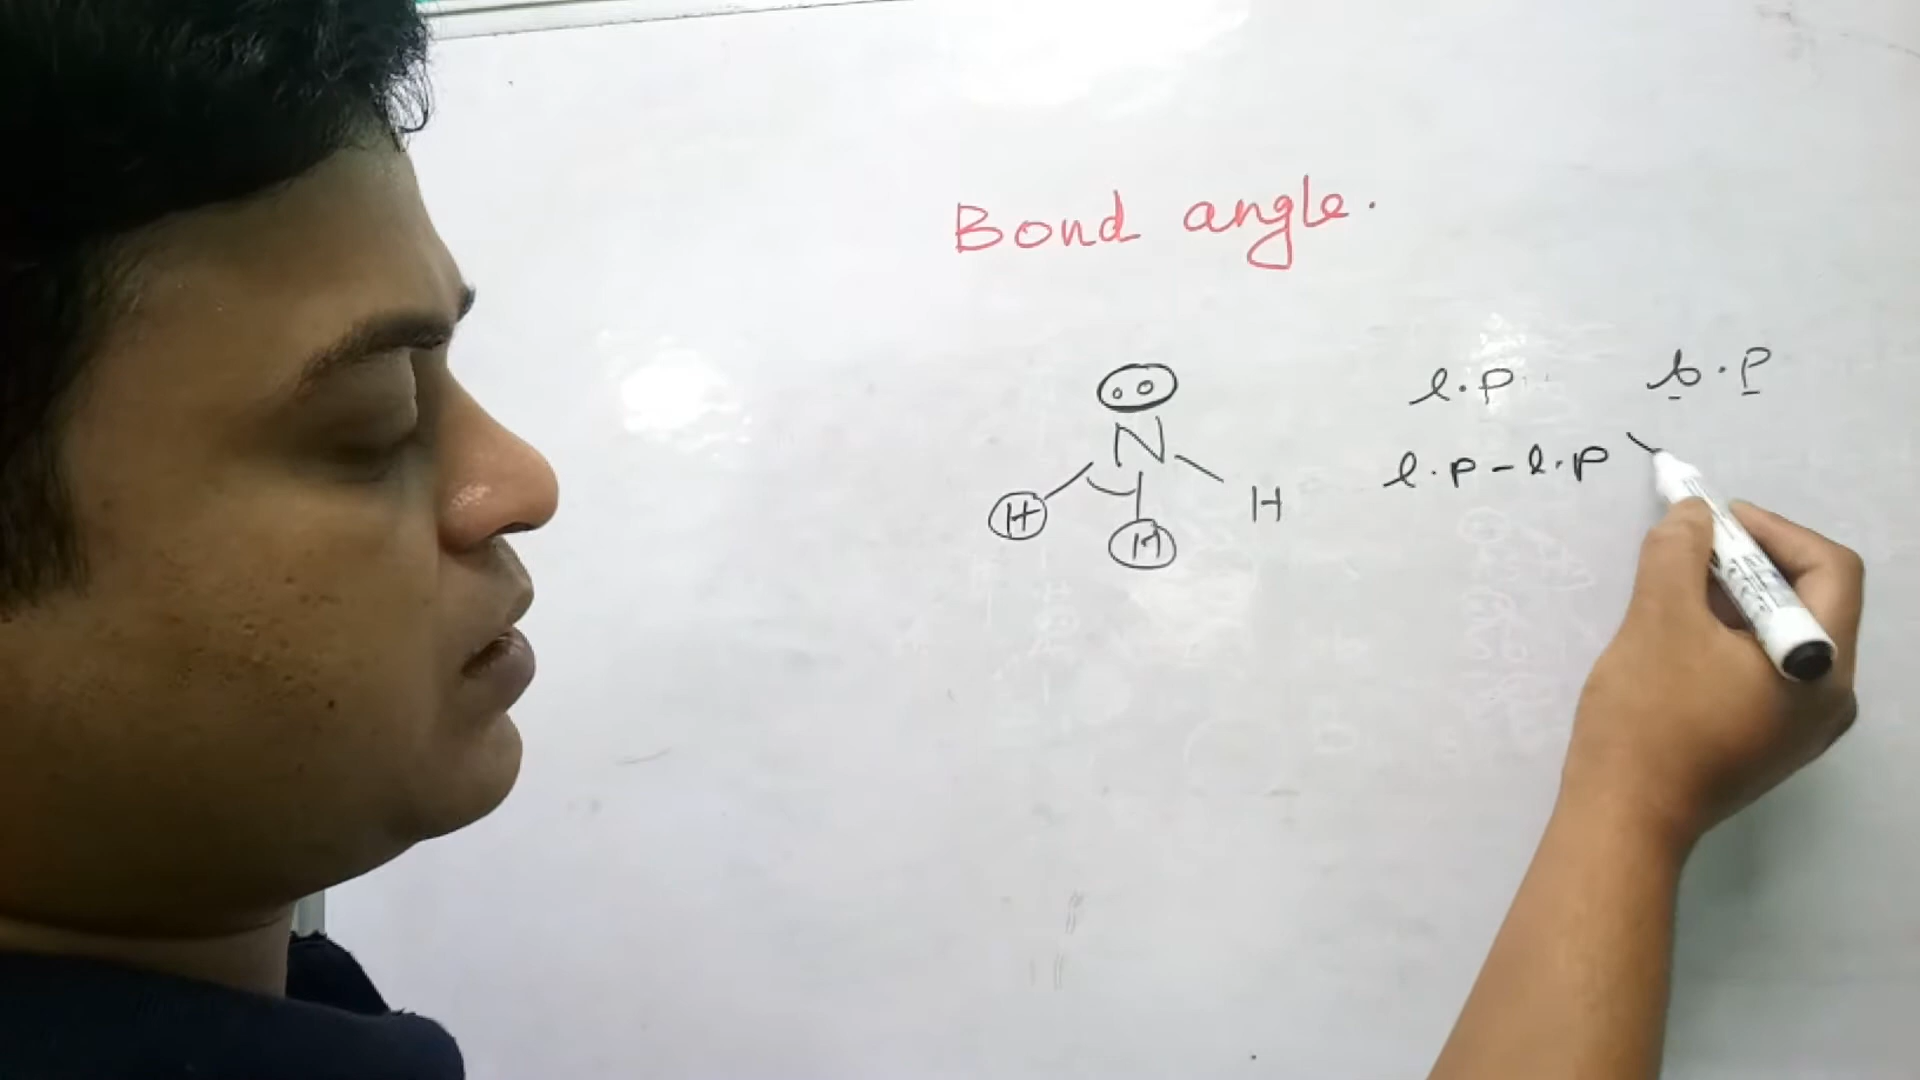 Bond angle.
l.p b.p
N
l.p-l.p
H H H